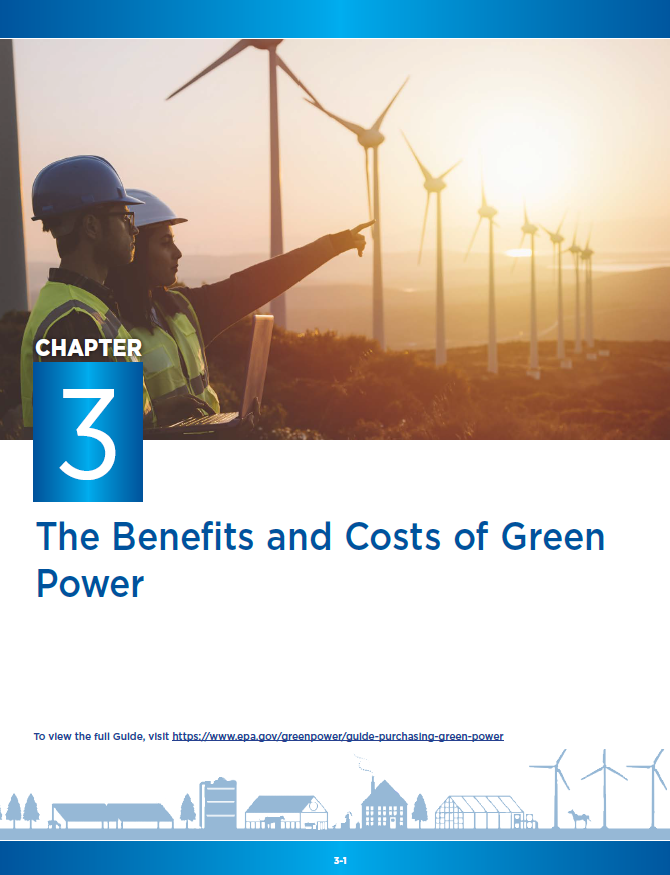 CHAPTER
3
The Benefits and Costs of Green
Power
To view the full Guide, visit https://www.epa.gov/greenpower/guide-purchasing-green-power
3-1